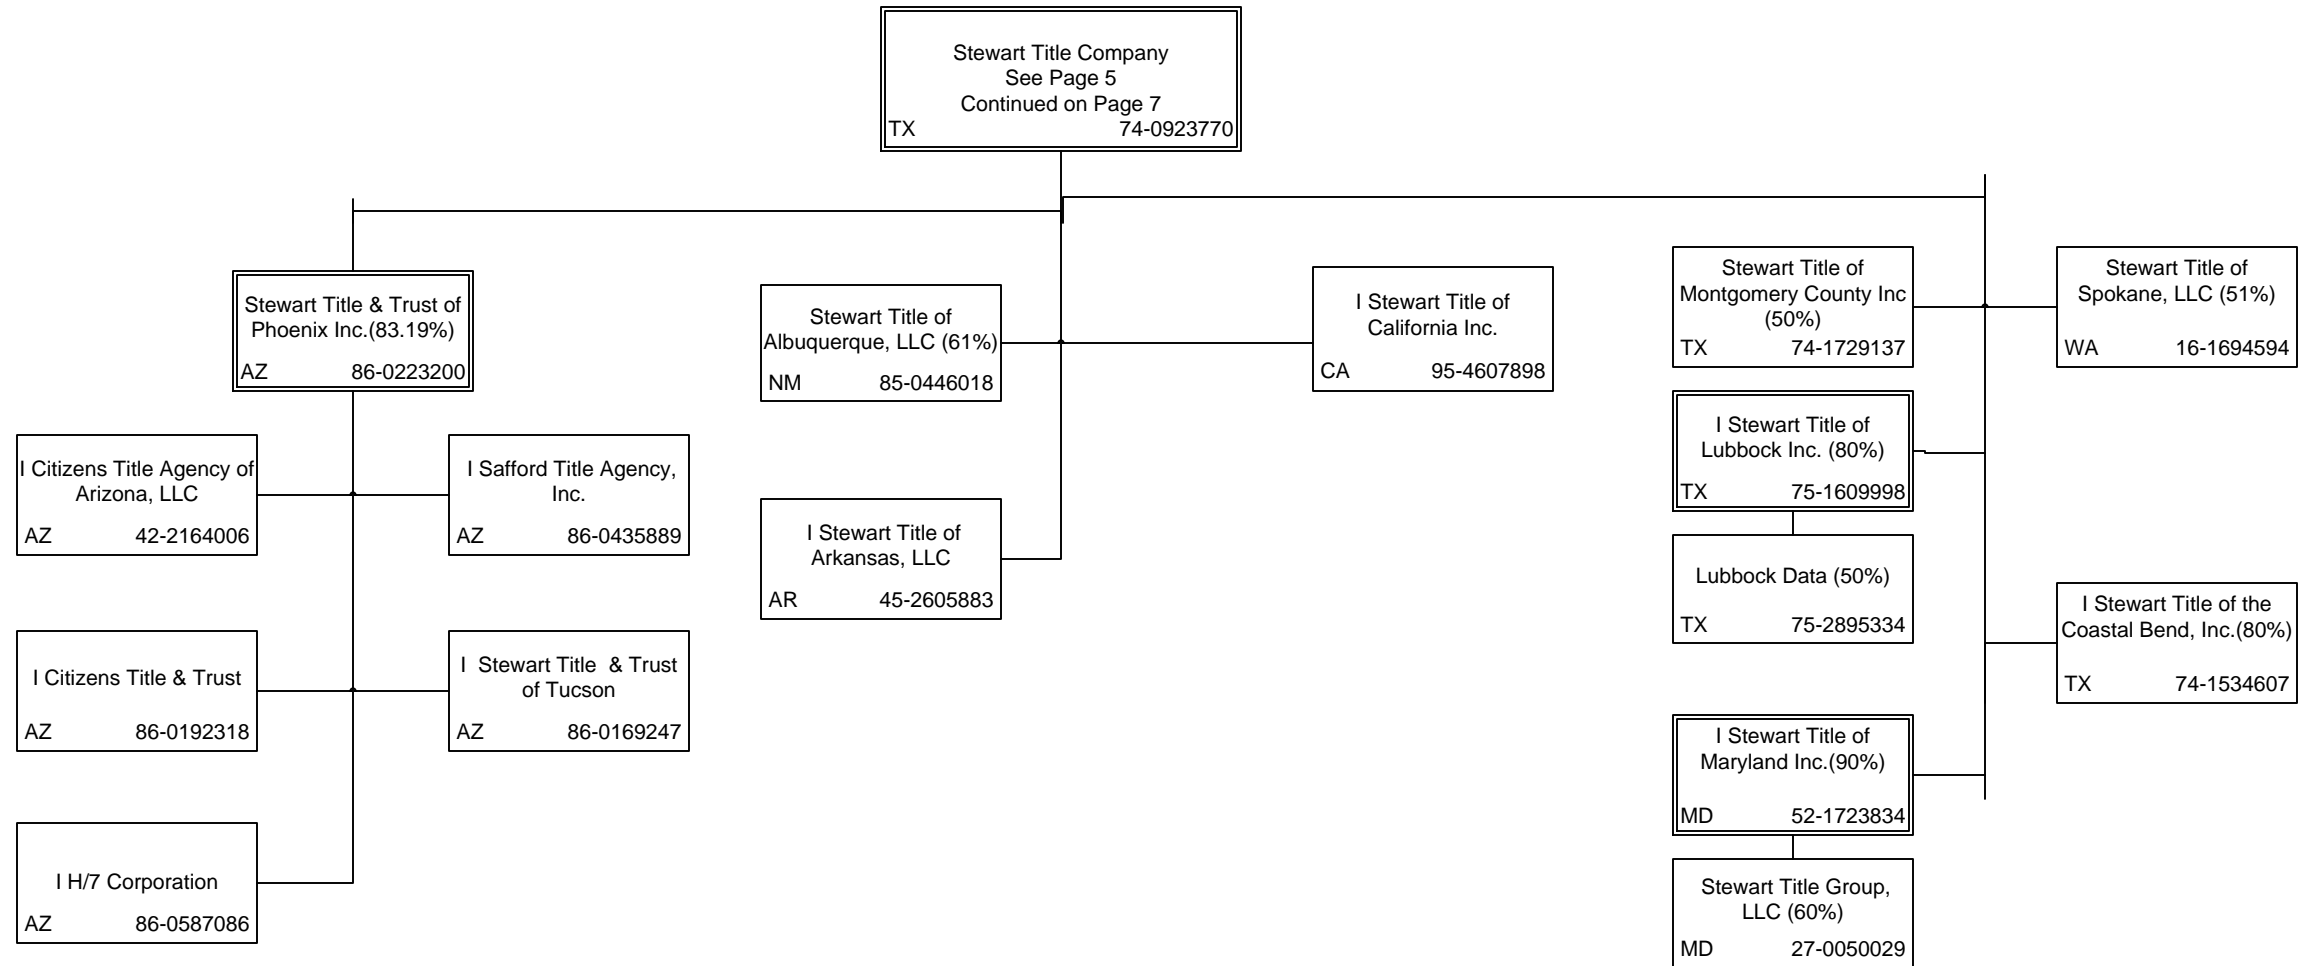 Stewart Title Company
See Page 5
Continued on Page 7
TX 74-0923770
Stewart Title & Trust of
Phoenix Inc.(83.19%)
AZ 86-0223200
I Citizens Title Agency of
Arizona, LLC
AZ 42-2164006
I Safford Title Agency,
Inc.
AZ 86-0435889
I Citizens Title & Trust
AZ 86-0192318
I Stewart Title & Trust
of Tucson
AZ 86-0169247
I H/7 Corporation
AZ 86-0587086
Stewart Title of
Albuquerque, LLC (61%)
NM 85-0446018
I Stewart Title of
California Inc.
CA 95-4607898
I Stewart Title of
Arkansas, LLC
AR 45-2605883
Stewart Title of
Montgomery County Inc
(50%)
TX 74-1729137
Stewart Title of
Spokane, LLC (51%)
WA 16-1694594
I Stewart Title of
Lubbock Inc. (80%)
TX 75-1609998
Lubbock Data (50%)
TX 75-2895334
I Stewart Title of the
Coastal Bend, Inc.(80%)
TX 74-1534607
I Stewart Title of
Maryland Inc.(90%)
MD 52-1723834
Stewart Title Group,
LLC (60%)
MD 27-0050029